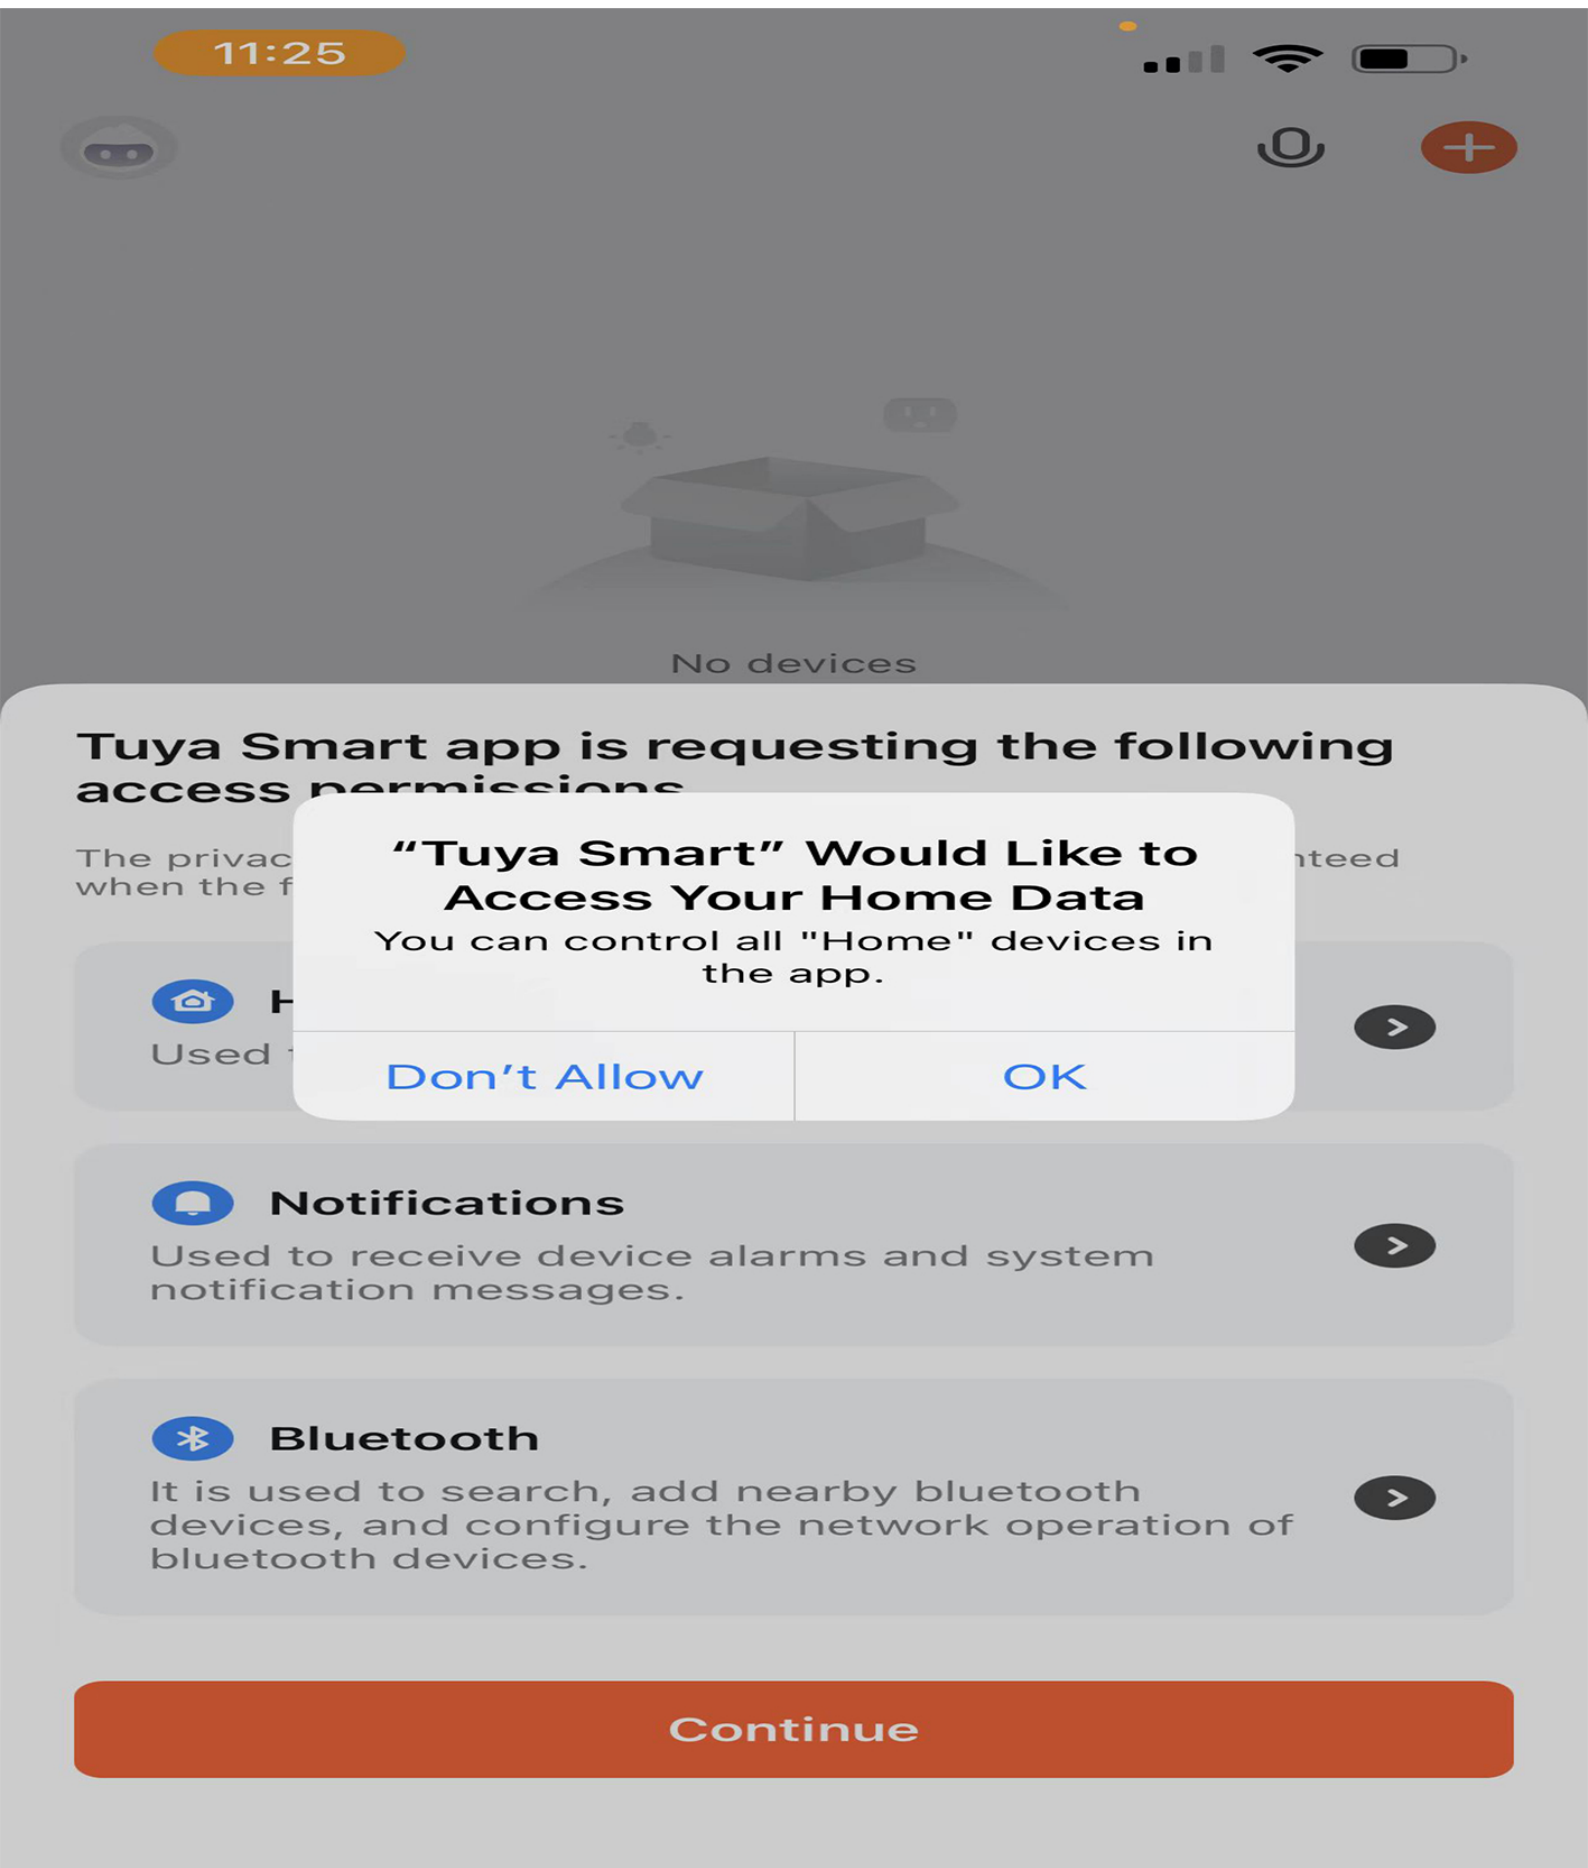 11:25
No devices
Tuya Smart app is requesting the following
access permissions
The privac
nteed
when the f
“Tuya Smart” Would Like to
Access Your Home Data
You can control all "Home" devices in
the app.
H
Used
Don’t Allow
OK
Notifications
Used to receive device alarms and system
notification messages.
Bluetooth
It is used to search, add nearby bluetooth
devices, and configure the network operation of
bluetooth devices.
Continue